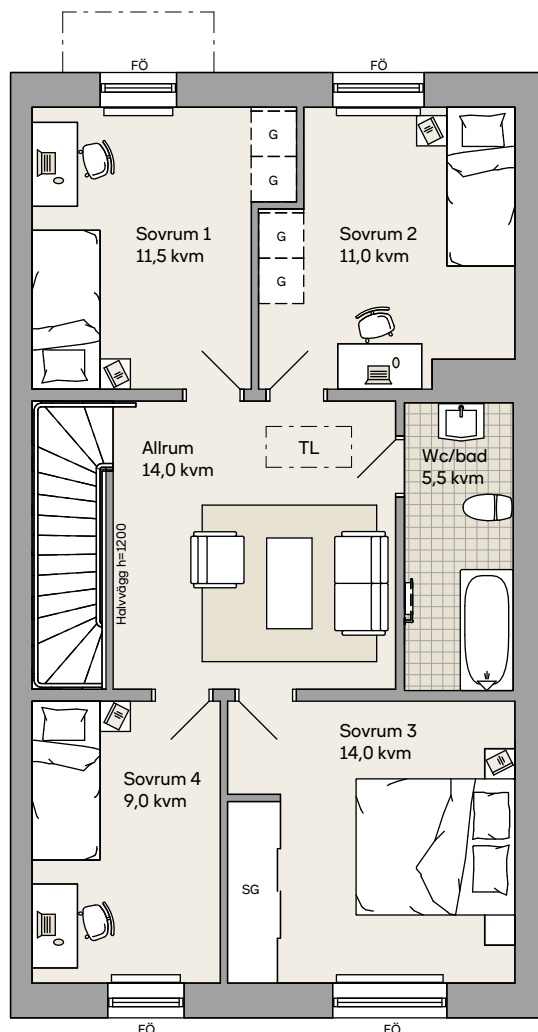 FÖ
FÖ
G
G
Sovrum 1
11,5 kvm
G
G
Sovrum 2
11,0 kvm
Allrum
14,0 kvm
TL
Wc/bad
5,5 kvm
Halvvägg h=1200
Sovrum 3
14,0 kvm
Sovrum 4
9,0 kvm
SG
FÖ
FÖ